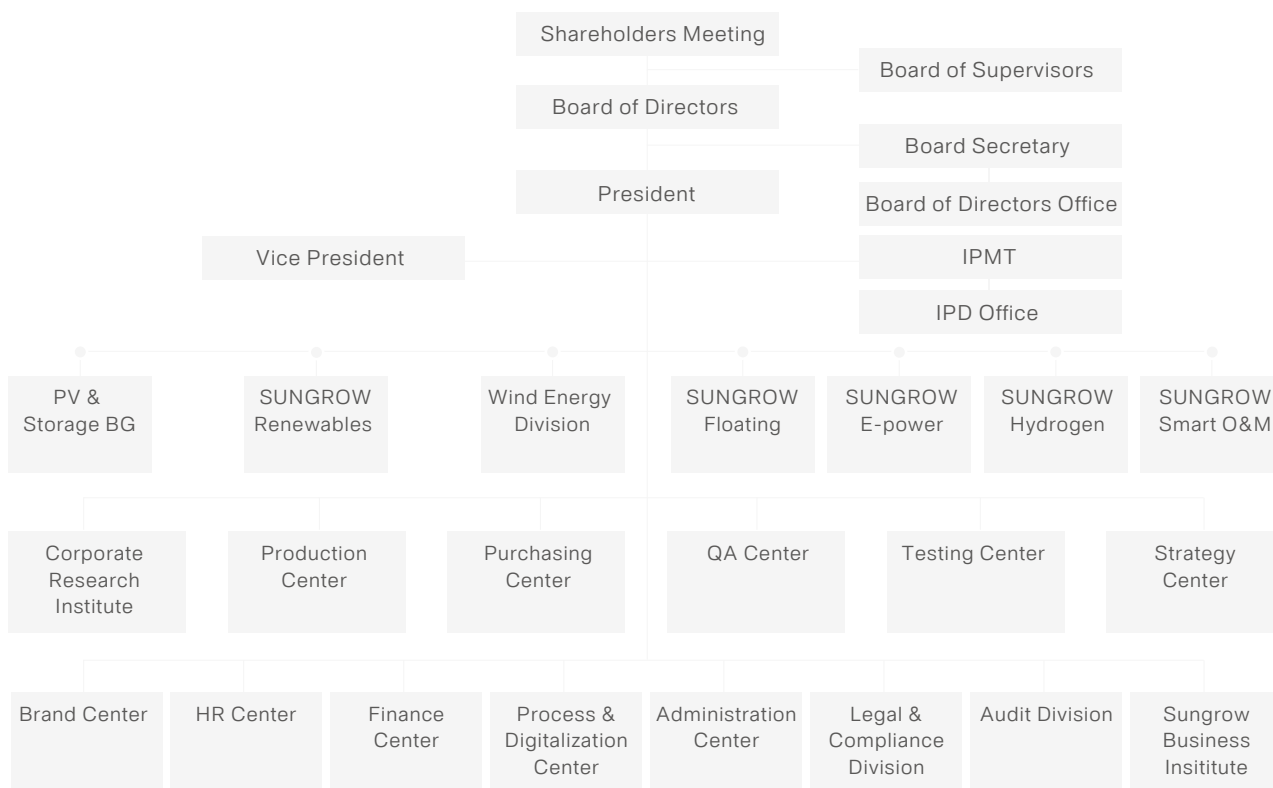 Shareholders Meeting
Board of Supervisors
Board of Directors
Board Secretary
President
Board of Directors Office
Vice President
IPMT
IPD Office
PV &
Storage BG
SUNGROW
Renewables
Wind Energy
Division
SUNGROW
Floating
SUNGROW
E-power
SUNGROW
Hydrogen
SUNGROW
Smart O&M
Corporate
Research
Institute
Production
Center
Purchasing
Center
QA Center
Testing Center
Strategy
Center
Brand Center
HR Center
Finance
Center
Process &
Digitalization
Center
Administration
Center
Legal &
Compliance
Division
Audit Division
Sungrow
Business
Insititute